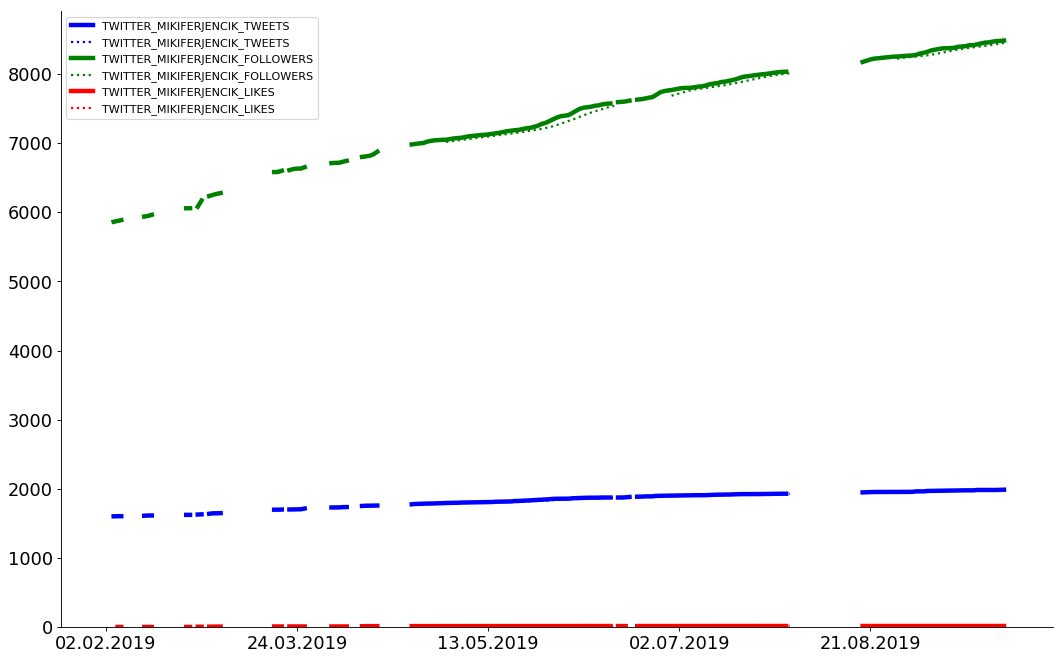 TWITTER_MIKIFERJENCIK_TWEETS
TWITTER_MIKIFERJENCIK_TWEETS
TWITTER_MIKIFERJENCIK_FOLLOWERS
TWITTER_MIKIFERJENCIK_FOLLOWERS
TWITTER_MIKIFERJENCIK_LIKES
TWITTER_MIKIFERJENCIK_LIKES
8000
7000
6000
5000
4000
3000
2000
1000
0
02.02.2019 24.03.2019 13.05.2019 02.07.2019 21.08.2019